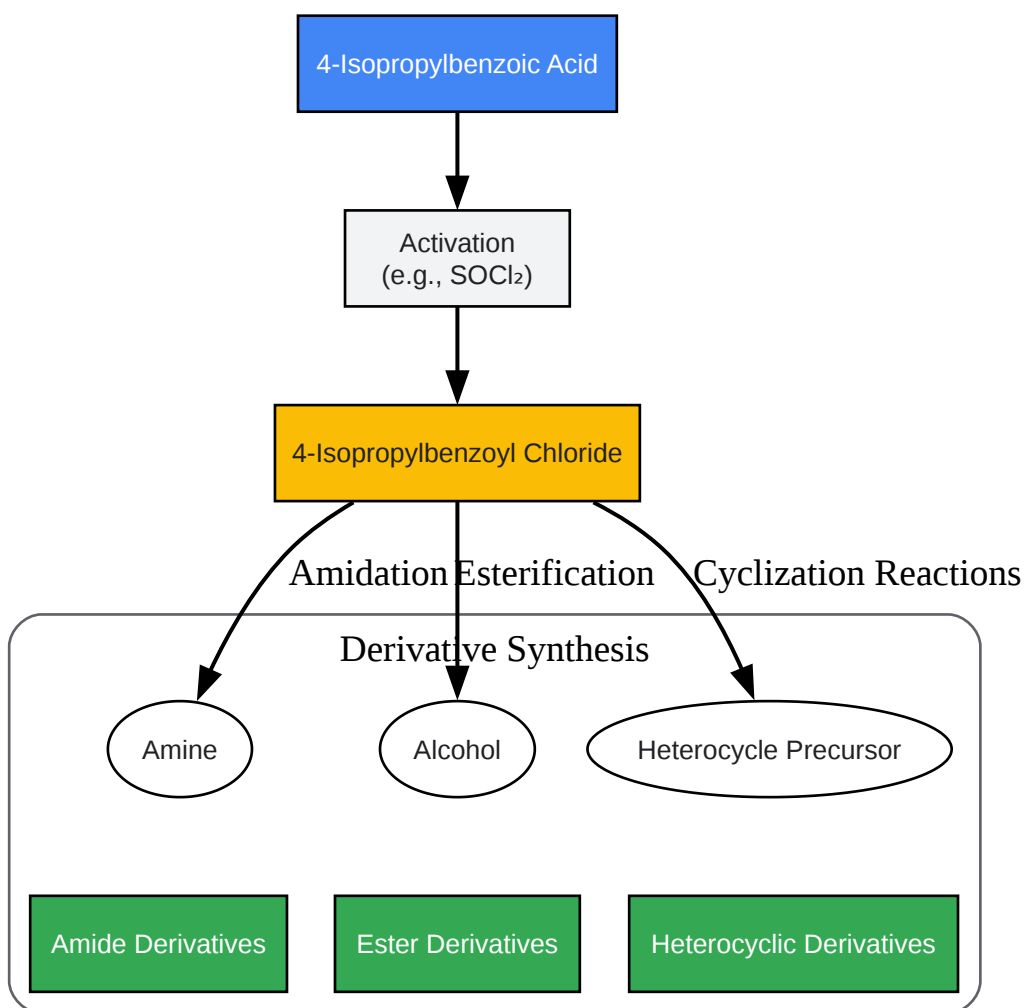 4-Isopropylbenzoic Acid
Activation
(e.g., SOCl₂)
4-Isopropylbenzoyl Chloride
Amidation
Esterification
Cyclization Reactions
Derivative Synthesis
Amine
Alcohol
Heterocycle Precursor
Amide Derivatives
Ester Derivatives
Heterocyclic Derivatives